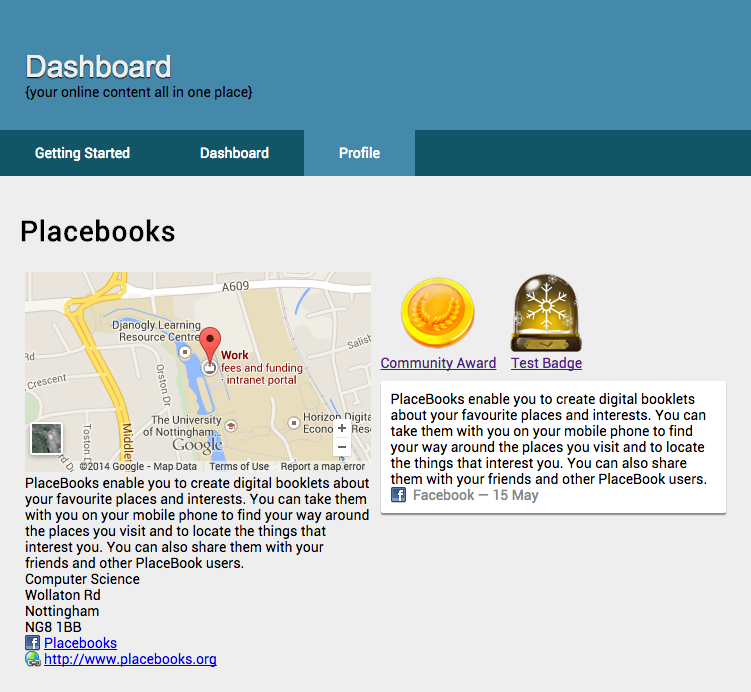 Dashboard
{your online content all in one place}
Getting Started
Dashboard
Profile
Placebooks
A609
Djanogly Learning
Resource Centre
Work
fees and funding
- intranet portal
Salisb
Rd
Crescent
Orston Dr
Toston D
Middlet
The University
of Nottingham...
Horizon Digita
Econo Res
Google
+
−
©2014 Google - Map Data
Terms of Use
Report a map error
PlaceBooks enable you to create digital booklets
about your favourite places and interests. You can take them
with you on your mobile phone to find your way around
the places you visit and to locate the things that
interest you. You can also share them with your
friends and other PlaceBook users.
Computer Science
Wollaton Rd
Nottingham
NG8 1BB
Placebooks
http://www.placebooks.org
Community Award
Test Badge
PlaceBooks enable you to create digital booklets
about your favourite places and interests. You can
take them with you on your mobile phone to find
your way around the places you visit and to locate
the things that interest you. You can also share
them with your friends and other PlaceBook users.
Facebook — 15 May